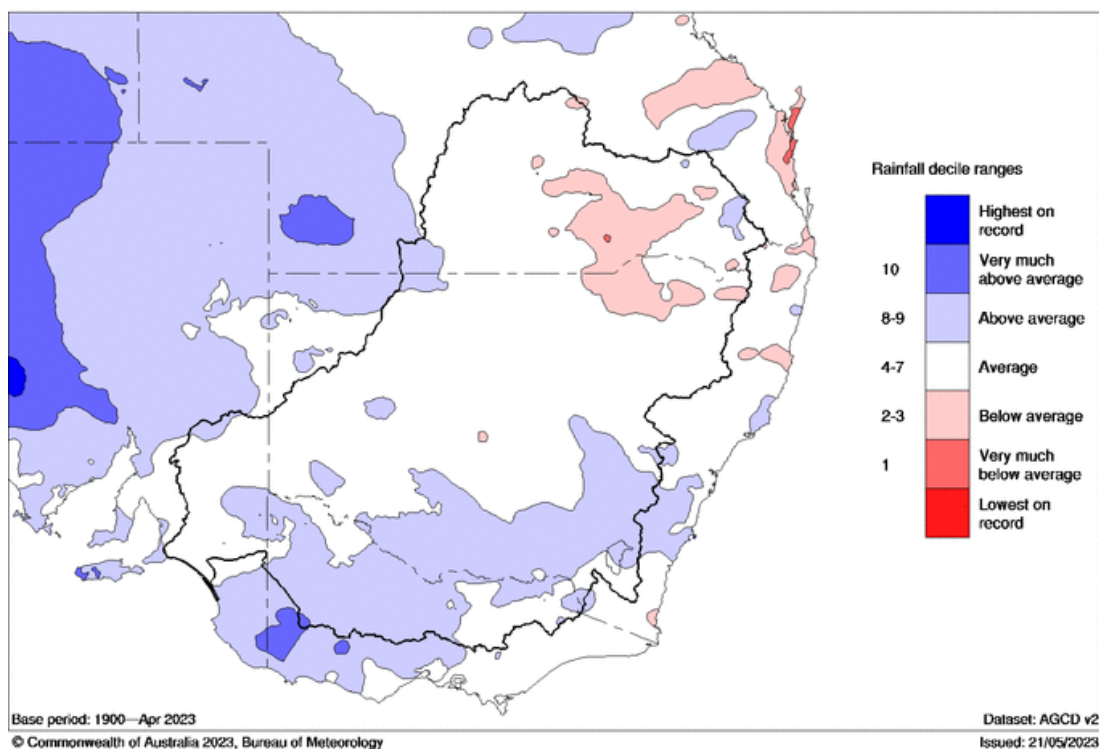 Rainfall decile ranges
Highest on
record
10
Very much
above average
8-9
Above average
4-7
Average
2-3
Below average
1
Very much
below average
Lowest on
record
Base period: 1900—Apr 2023
Dataset: AGCD v2
© Commonwealth of Australia 2023, Bureau of Meteorology
Issued: 21/05/2023